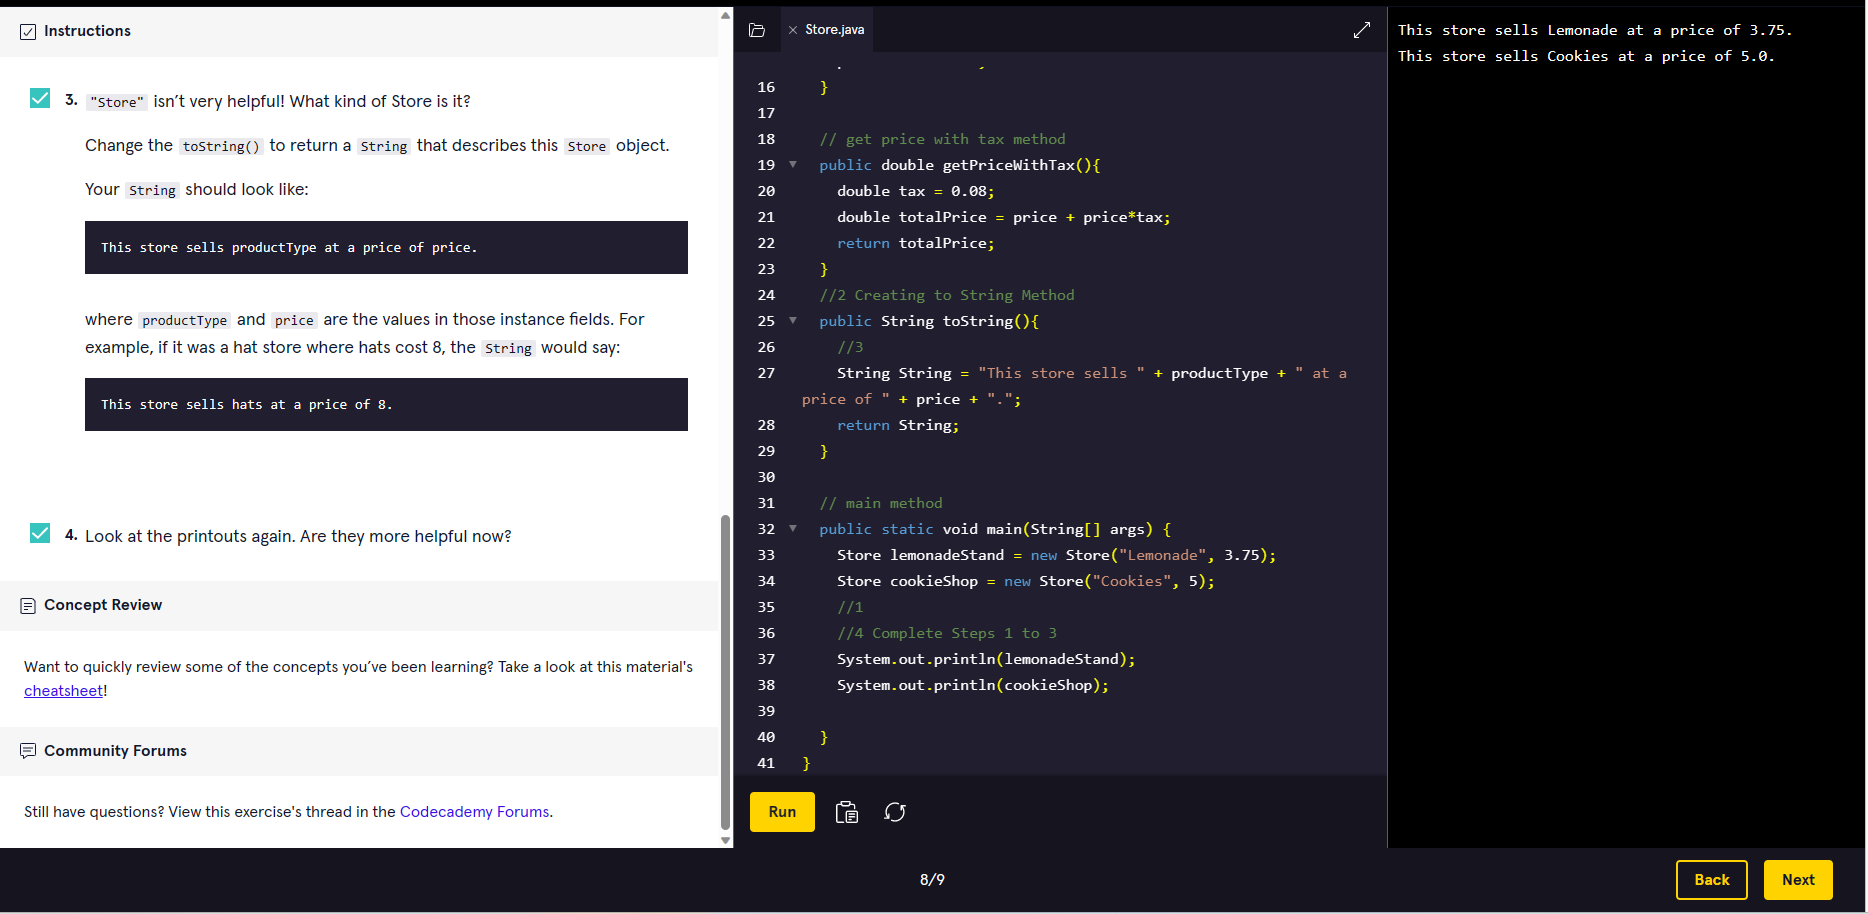 Instructions
3. "Store" isn’t very helpful! What kind of Store is it?
Change the toString() to return a String that describes this Store object.
Your String should look like:
This store sells productType at a price of price.
where productType and price are the values in those instance fields. For
example, if it was a hat store where hats cost 8, the String would say:
This store sells hats at a price of 8.
4. Look at the printouts again. Are they more helpful now?
Concept Review
Want to quickly review some of the concepts you’ve been learning? Take a look at this material's
cheatsheet!
Community Forums
Still have questions? View this exercise's thread in the Codecademy Forums.
Store.java
16 }
17
18 // get price with tax method
19 public double getPriceWithTax(){
20 double tax = 0.08;
21 double totalPrice = price + price*tax;
22 return totalPrice;
23 }
24 //2 Creating to String Method
25 public String toString(){
26 //3
27 String String = "This store sells " + productType + " at a
price of " + price + ".";
28 return String;
29 }
30
31 // main method
32 public static void main(String[] args) {
33 Store lemonadeStand = new Store("Lemonade", 3.75);
34 Store cookieShop = new Store("Cookies", 5);
35 //1
36 //4 Complete Steps 1 to 3
37 System.out.println(lemonadeStand);
38 System.out.println(cookieShop);
39
40 }
41 }
Run
This store sells Lemonade at a price of 3.75.
This store sells Cookies at a price of 5.0.
8/9
Back
Next